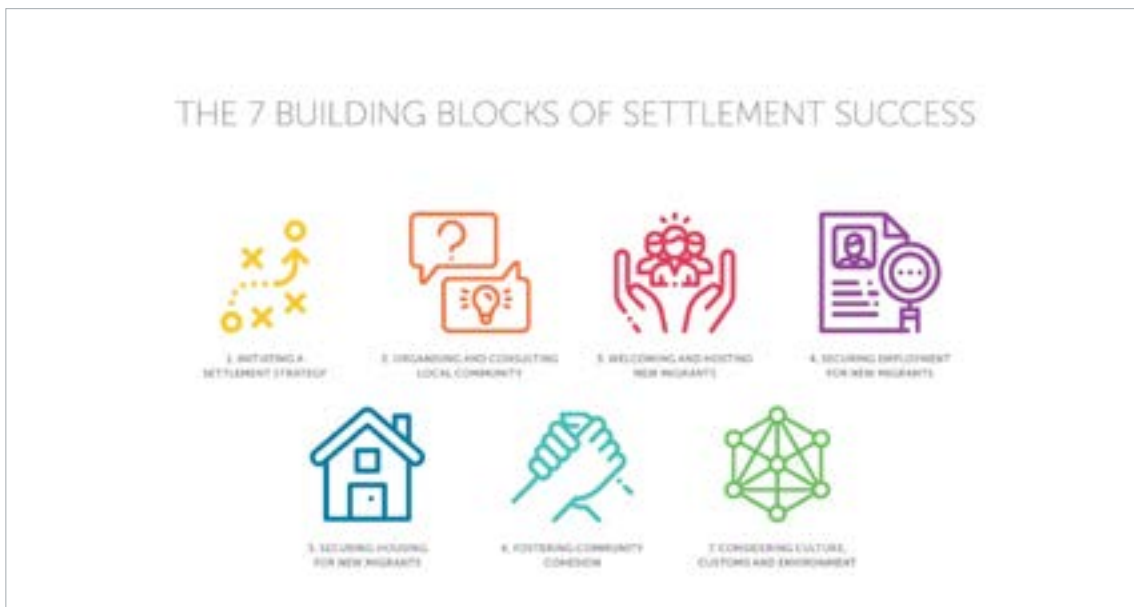 THE 7 BUILDING BLOCKS OF SETTLEMENT SUCCESS
?
1. INITIATING A
SETTLEMENT STRATEGY
2. ORGANISING AND CONSULTING
LOCAL COMMUNITY
3. WELCOMING AND HOSTING
NEW MIGRANTS
4. SECURING EMPLOYMENT
FOR NEW MIGRANTS
5. SECURING HOUSING
FOR NEW MIGRANTS
6. FOSTERING COMMUNITY
COHESION
7. CONSIDERING CULTURE,
CUSTOMS AND ENVIRONMENT